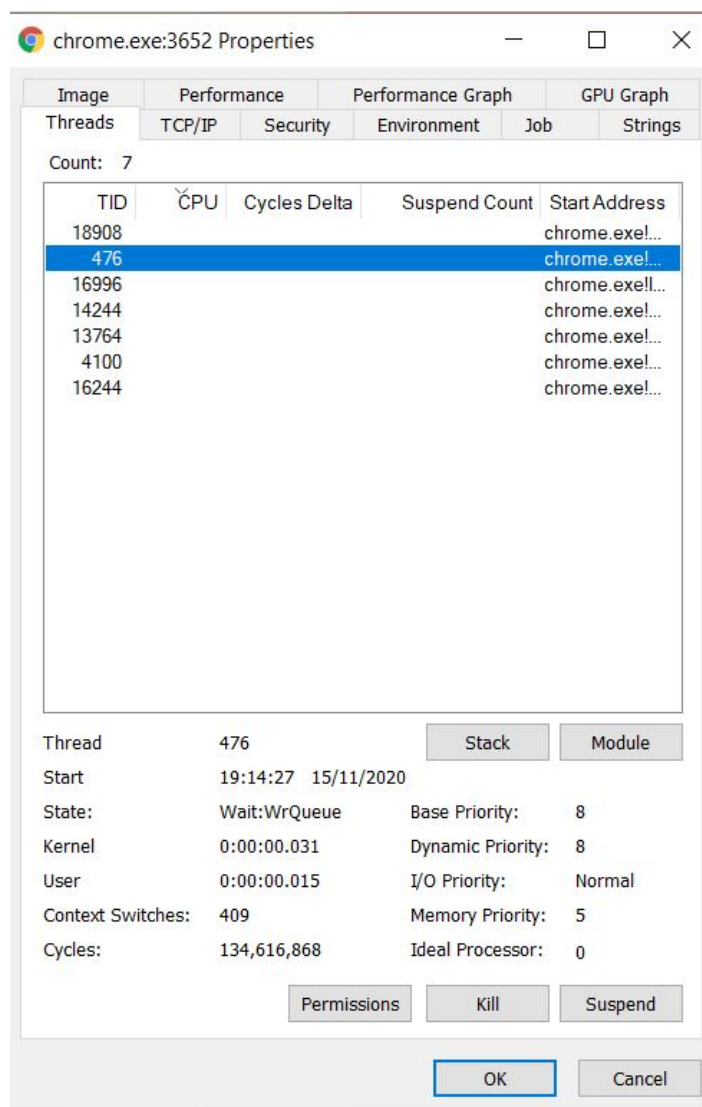 chrome.exe:3652 Properties
Image Performance Performance Graph GPU Graph
Threads TCP/IP Security Environment Job Strings
Count: 7
TID CPU Cycles Delta Suspend Count Start Address
18908 chrome.exe!...
476 chrome.exe!...
16996 chrome.exe!I...
14244 chrome.exe!...
13764 chrome.exe!...
4100 chrome.exe!...
16244 chrome.exe!...
Thread 476 Stack Module
Start 19:14:27 15/11/2020
State: Wait:WrQueue Base Priority: 8
Kernel 0:00:00.031 Dynamic Priority: 8
User 0:00:00.015 I/O Priority: Normal
Context Switches: 409 Memory Priority: 5
Cycles: 134,616,868 Ideal Processor: 0
Permissions Kill Suspend
OK Cancel